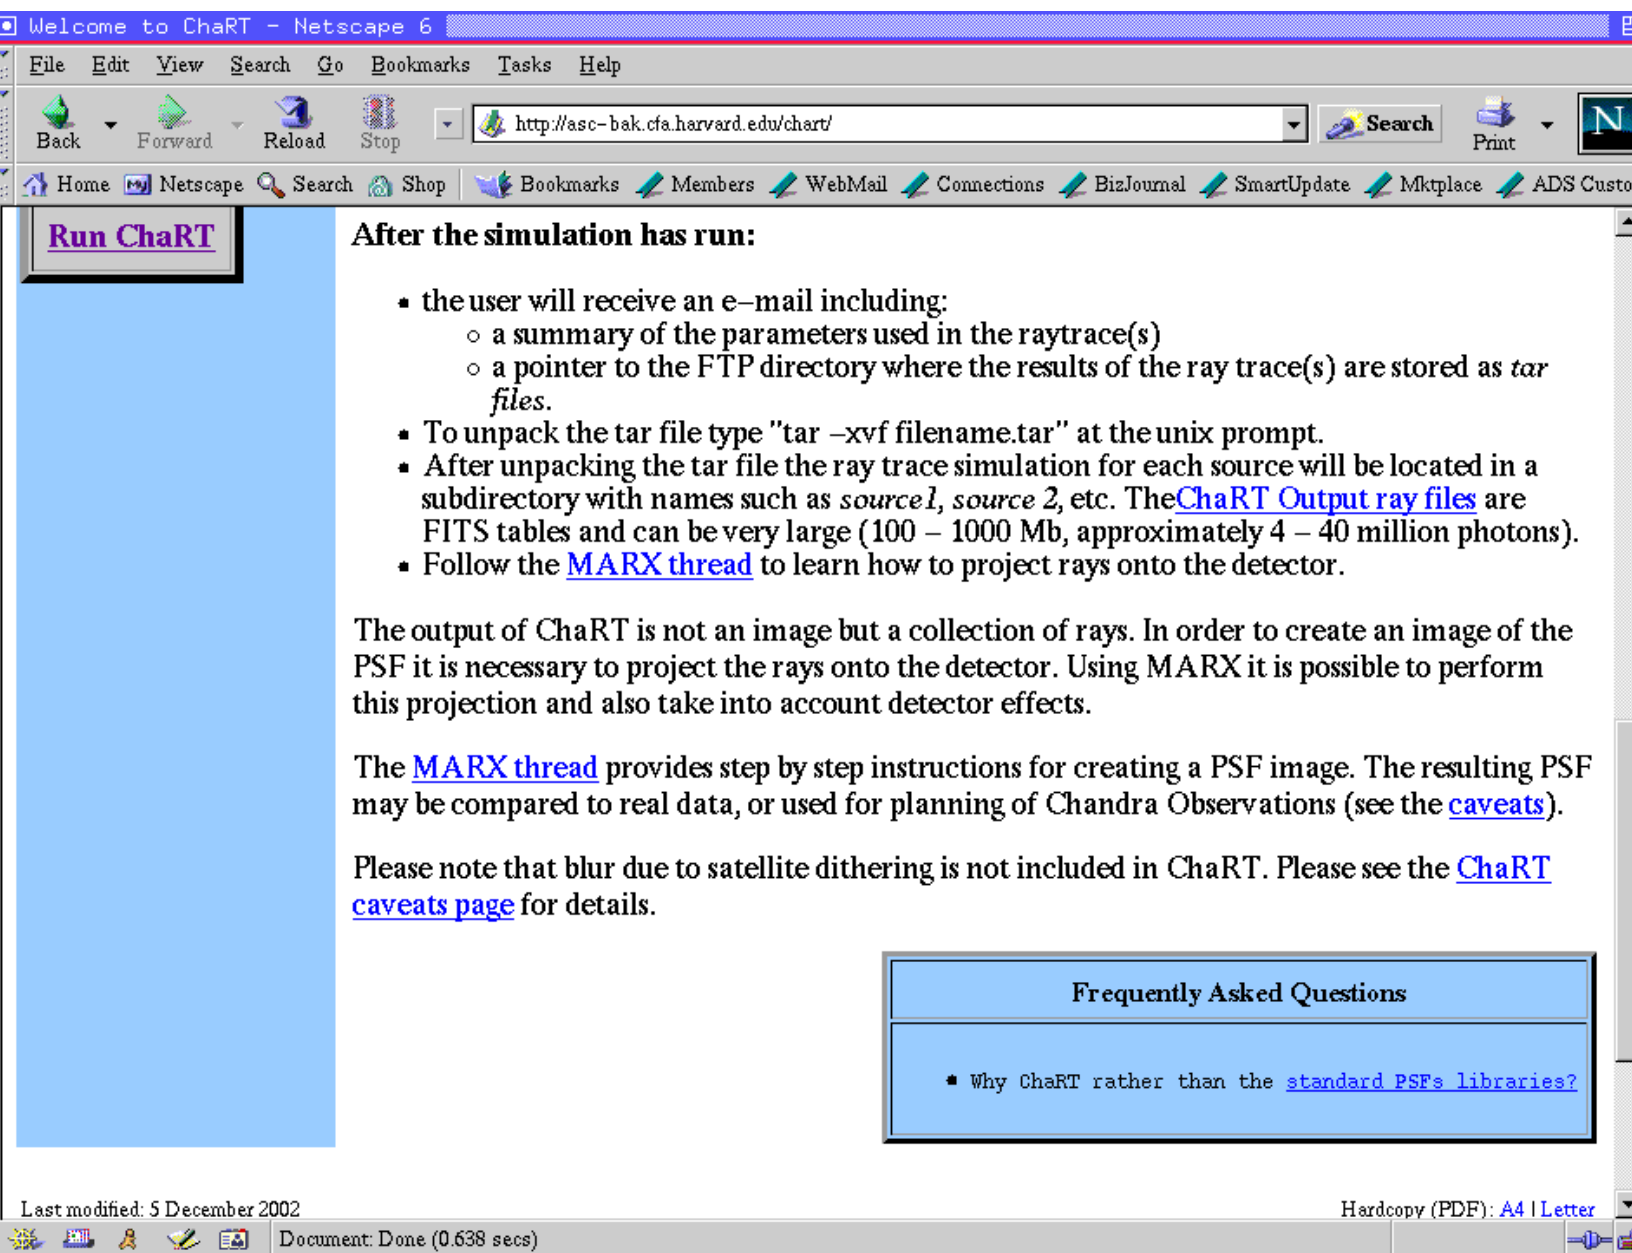 Welcome to ChaRT - Netscape 6
File Edit View Search Go Bookmarks Tasks Help
Back Forward Reload Stop http://asc-bak.cfa.harvard.edu/chart/ Search Print N
Home My Netscape Search Shop Bookmarks Members WebMail Connections BizJournal SmartUpdate Mktplace ADS Custo
Run ChaRT
After the simulation has run:
the user will receive an e-mail including:
a summary of the parameters used in the raytrace(s)
a pointer to the FTP directory where the results of the ray trace(s) are stored as tar
files.
To unpack the tar file type "tar -xvf filename.tar" at the unix prompt.
After unpacking the tar file the ray trace simulation for each source will be located in a
subdirectory with names such as source1, source 2, etc. TheChaRT Output ray files are
FITS tables and can be very large (100 - 1000 Mb, approximately 4 - 40 million photons).
Follow the MARX thread to learn how to project rays onto the detector.
The output of ChaRT is not an image but a collection of rays. In order to create an image of the
PSF it is necessary to project the rays onto the detector. Using MARX it is possible to perform
this projection and also take into account detector effects.
The MARX thread provides step by step instructions for creating a PSF image. The resulting PSF
may be compared to real data, or used for planning of Chandra Observations (see the caveats).
Please note that blur due to satellite dithering is not included in ChaRT. Please see the ChaRT
caveats page for details.
Frequently Asked Questions
Why ChaRT rather than the standard PSFs libraries?
Last modified: 5 December 2002
Hardcopy (PDF): A4 | Letter
Document: Done (0.638 secs)